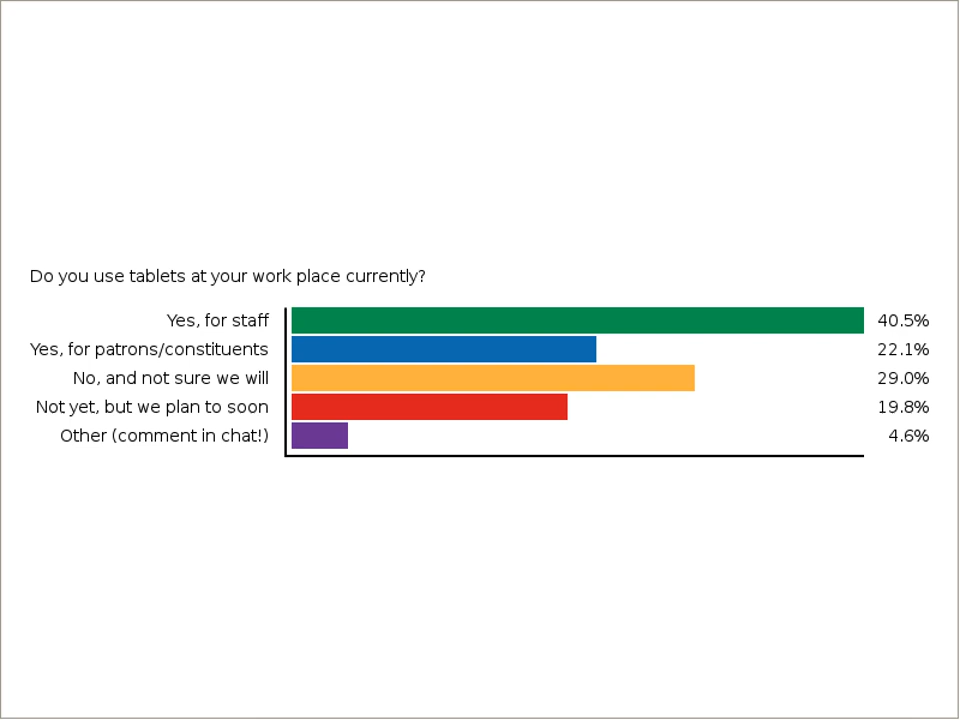 Do you use tablets at your work place currently?
Yes, for staff 40.5%
Yes, for patrons/constituents 22.1%
No, and not sure we will 29.0%
Not yet, but we plan to soon 19.8%
Other (comment in chat!) 4.6%